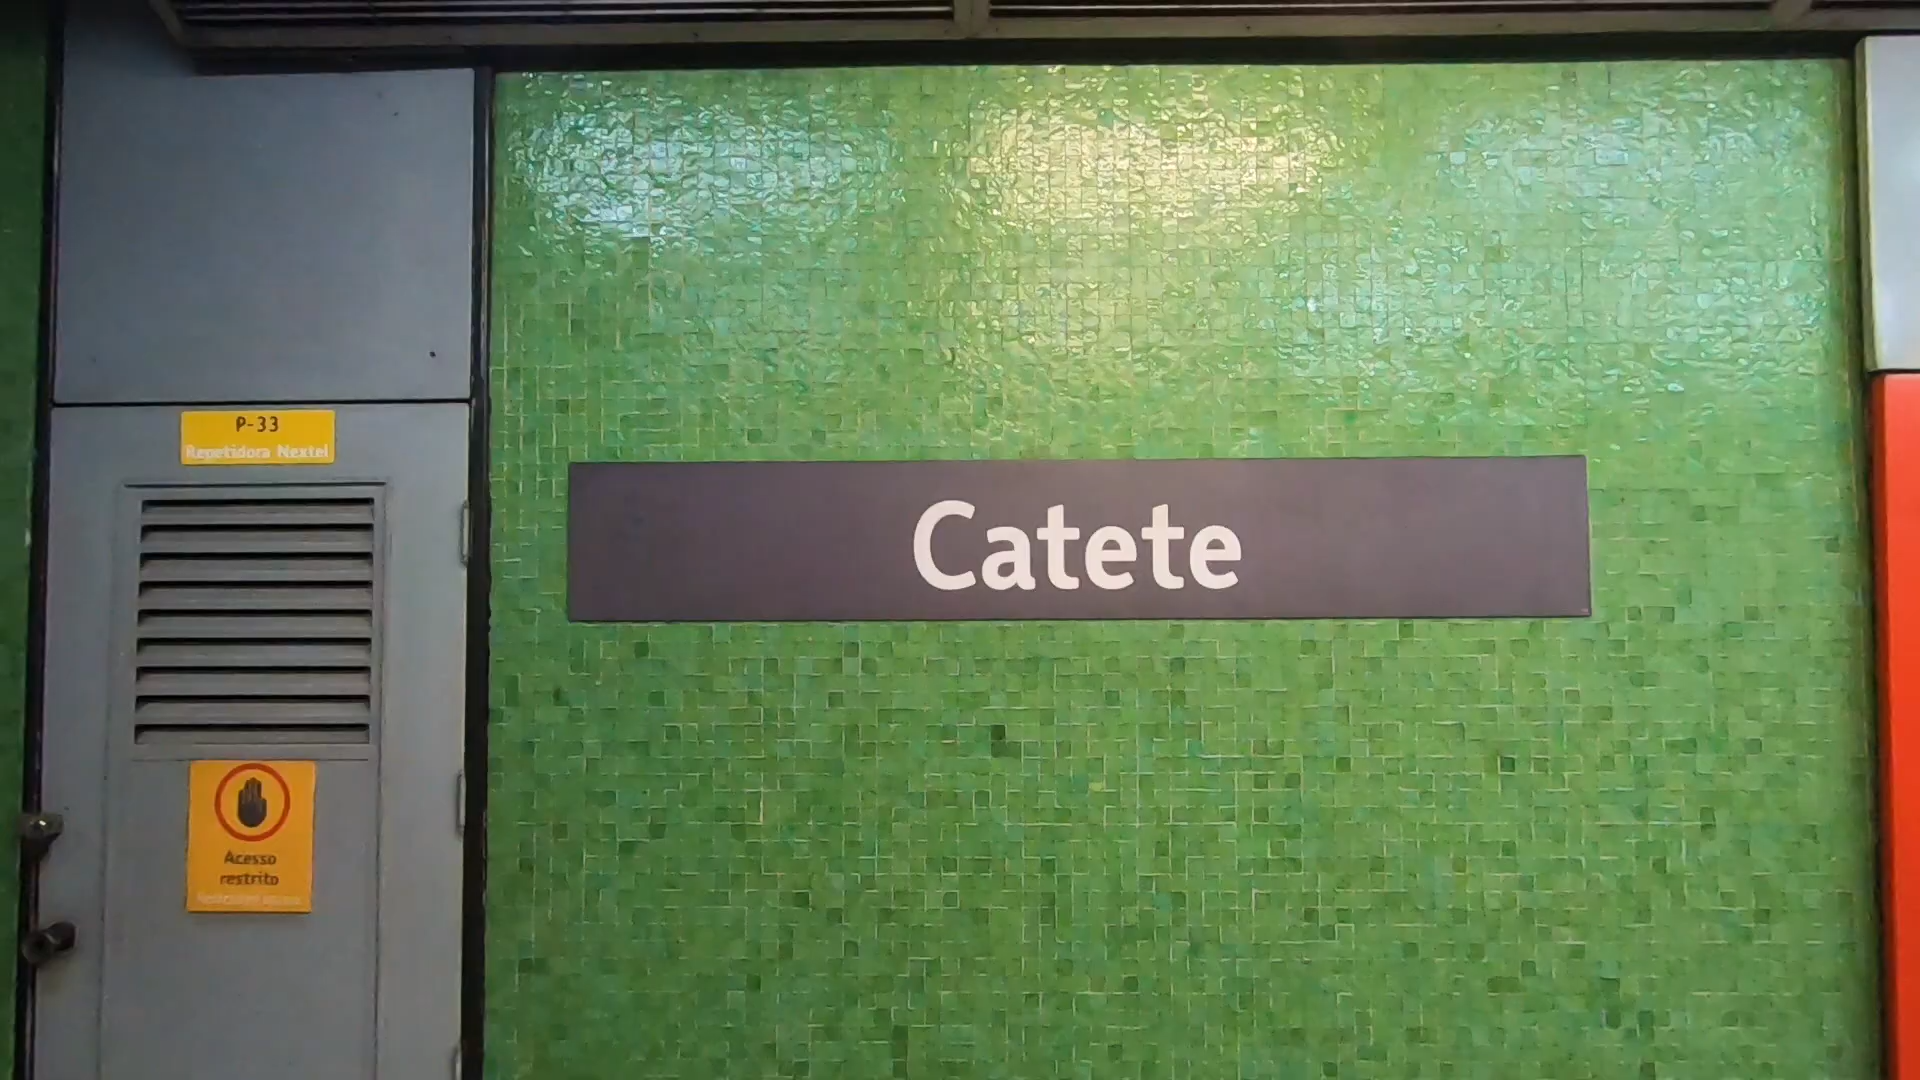 P-33
Repetidora Nextel
Catete
Acesso
restrito